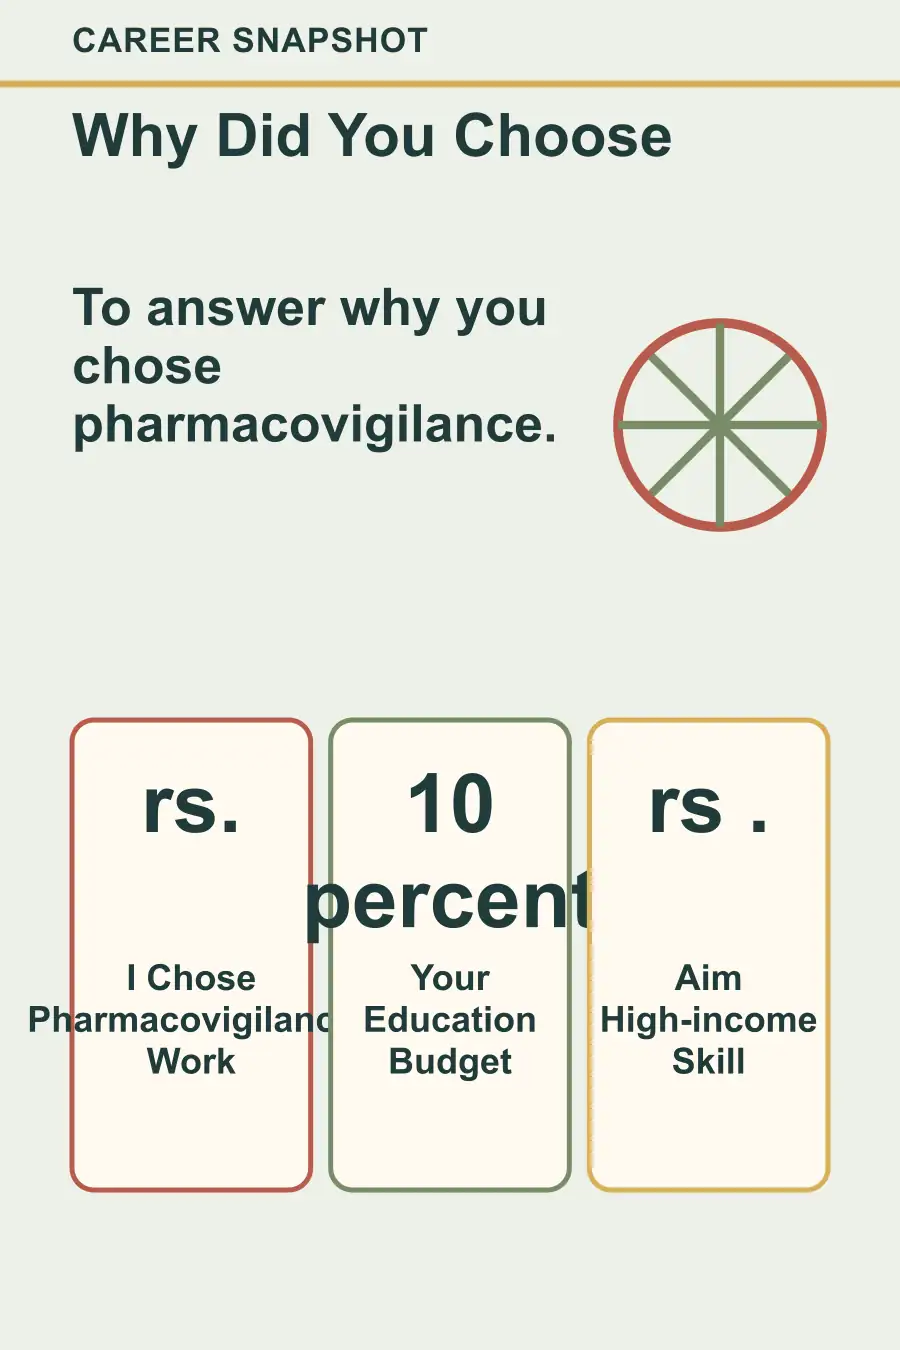 CAREER SNAPSHOT
Why Did You Choose
To answer why you
chose
pharmacovigilance.
rs.
I Chose
Pharmacovigilanc
Work
10
percent
Your
Education
Budget
rs .
Aim
High-income
Skill